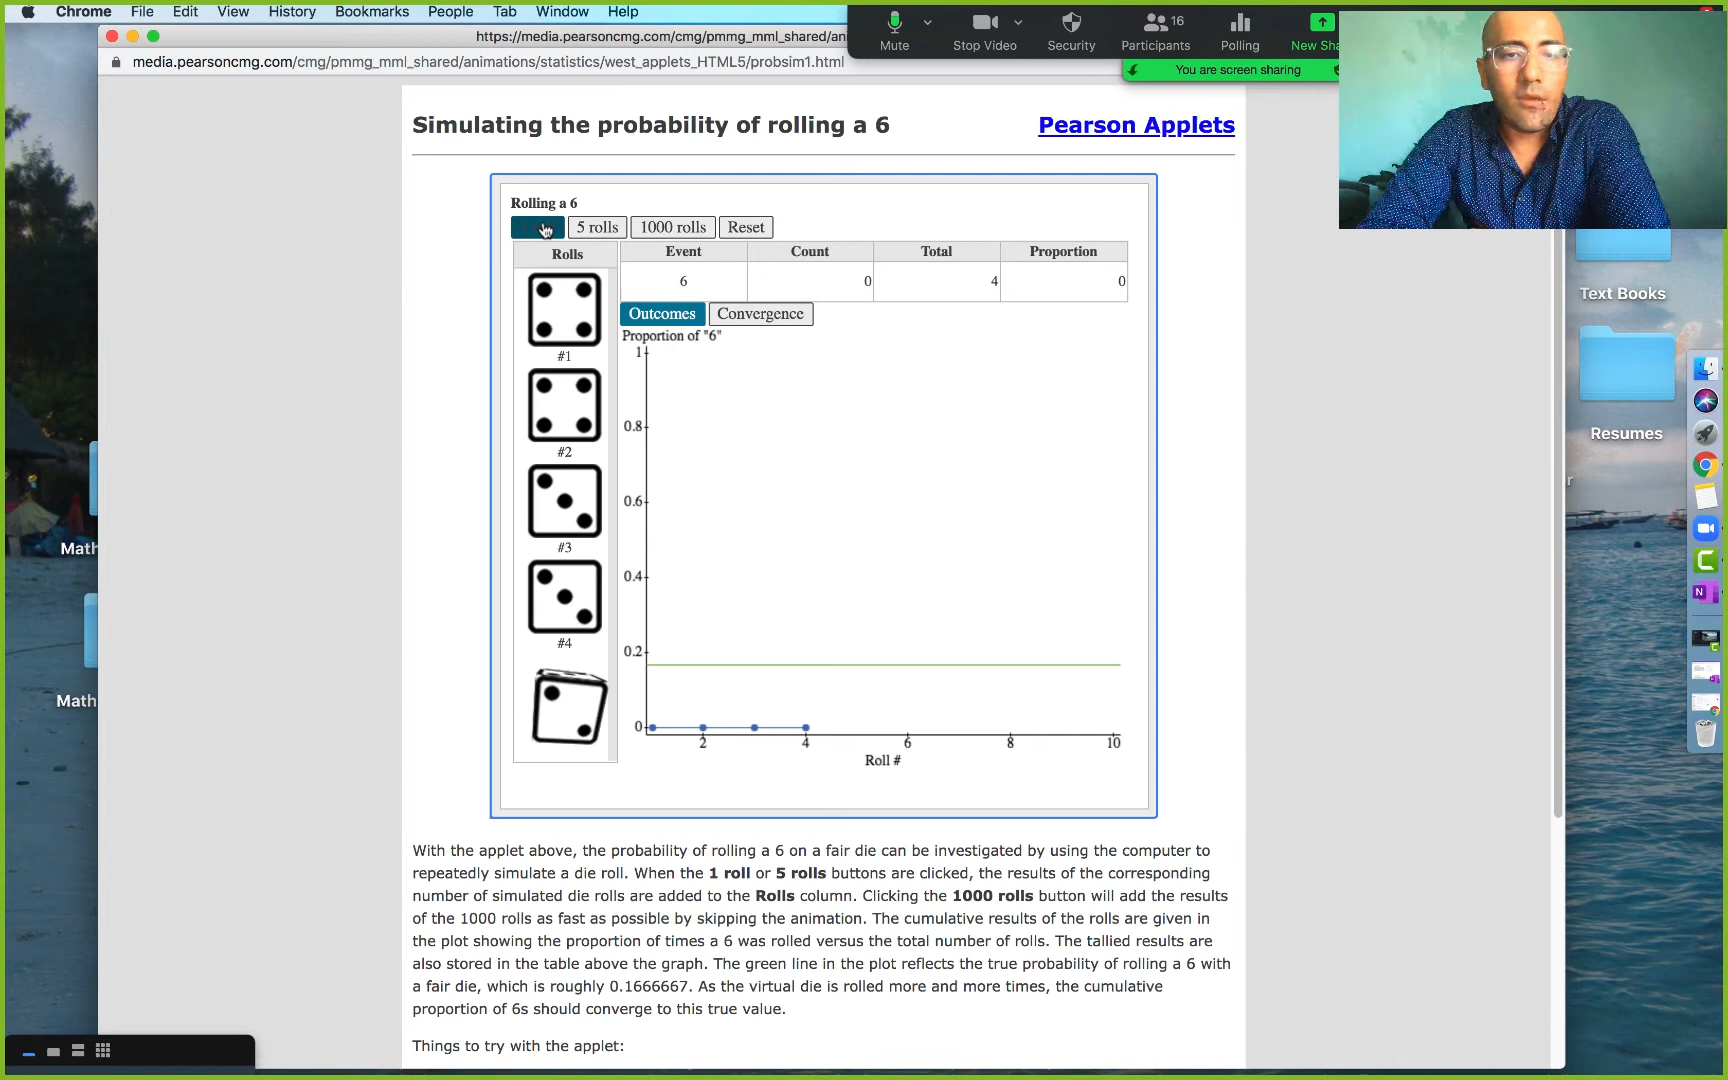 Chrome File Edit View History Bookmarks People Tab Window Help
https://media.pearsoncmg.com/cmg/pmmg_mml_shared/ani
media.pearsoncmg.com/cmg/pmmg_mml_shared/animations/statistics/west_applets_HTML5/probsim1.html
Mute Stop Video Security Participants 16 Polling New Sha
You are screen sharing
Simulating the probability of rolling a 6 Pearson Applets
Rolling a 6
5 rolls 1000 rolls Reset
Rolls Event Count Total Proportion
6 0 4 0
Outcomes Convergence
Proportion of "6"
1
0.8
0.6
0.4
0.2
0
2 4 6 8 10
Roll #
#1
#2
#3
#4
With the applet above, the probability of rolling a 6 on a fair die can be investigated by using the computer to
repeatedly simulate a die roll. When the 1 roll or 5 rolls buttons are clicked, the results of the corresponding
number of simulated die rolls are added to the Rolls column. Clicking the 1000 rolls button will add the results
of the 1000 rolls as fast as possible by skipping the animation. The cumulative results of the rolls are given in
the plot showing the proportion of times a 6 was rolled versus the total number of rolls. The tallied results are
also stored in the table above the graph. The green line in the plot reflects the true probability of rolling a 6 with
a fair die, which is roughly 0.1666667. As the virtual die is rolled more and more times, the cumulative
proportion of 6s should converge to this true value.
Things to try with the applet:
Text Books
Resumes
r
Math
Math
N